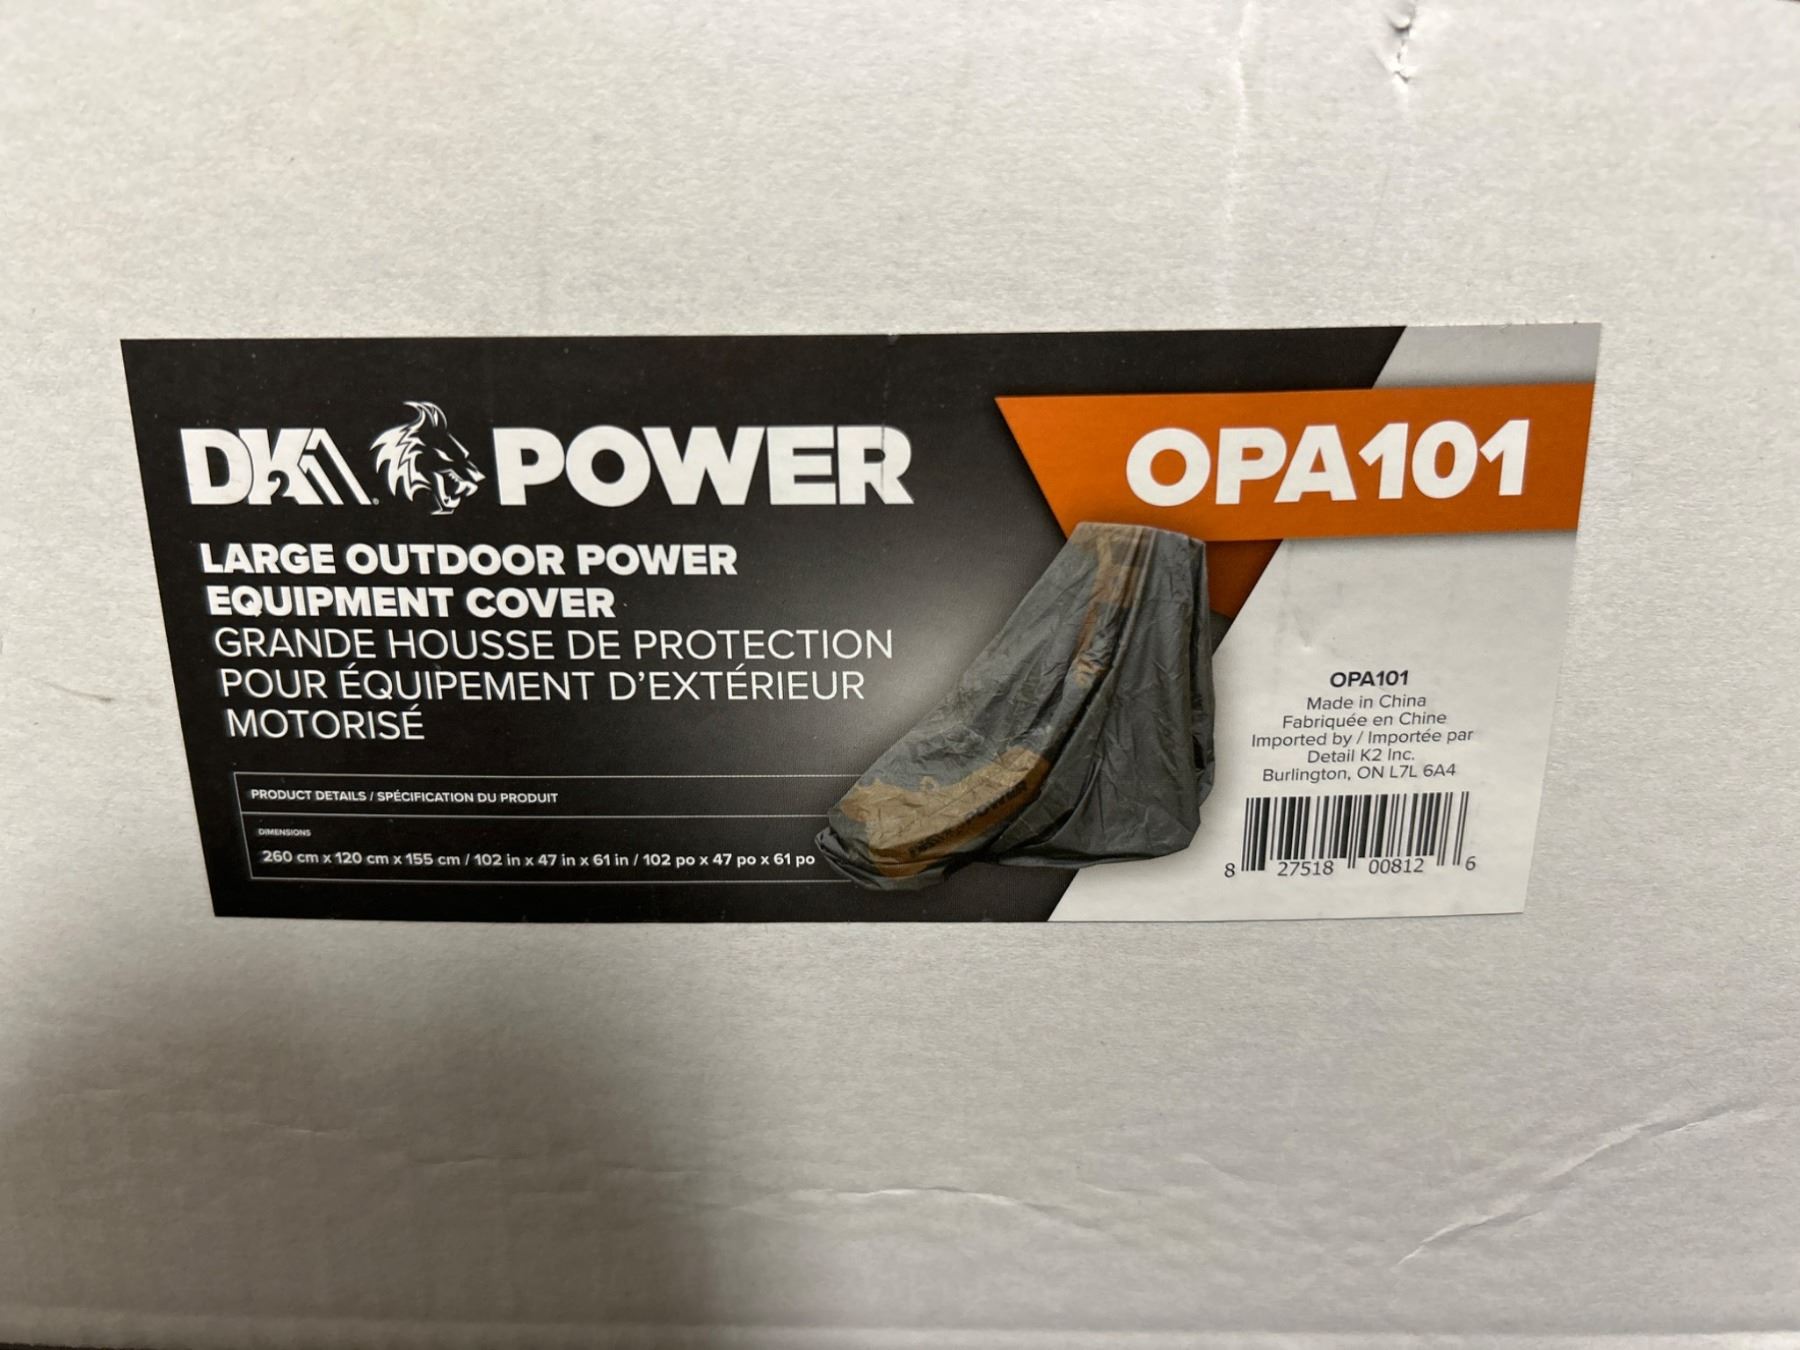 DK2 POWER
OPA101
LARGE OUTDOOR POWER
EQUIPMENT COVER
GRANDE HOUSSE DE PROTECTION
POUR ÉQUIPEMENT D'EXTÉRIEUR
MOTORISÉ
PRODUCT DETAILS / SPÉCIFICATION DU PRODUIT
DIMENSIONS
260 cm x 120 cm x 155 cm / 102 in x 47 in x 61 in / 102 po x 47 po x 61 po
OPA101
Made in China
Fabriquée en Chine
Imported by / Importée par
Detail K2 Inc.
Burlington, ON L7L 6A4
8 27518 00812 6